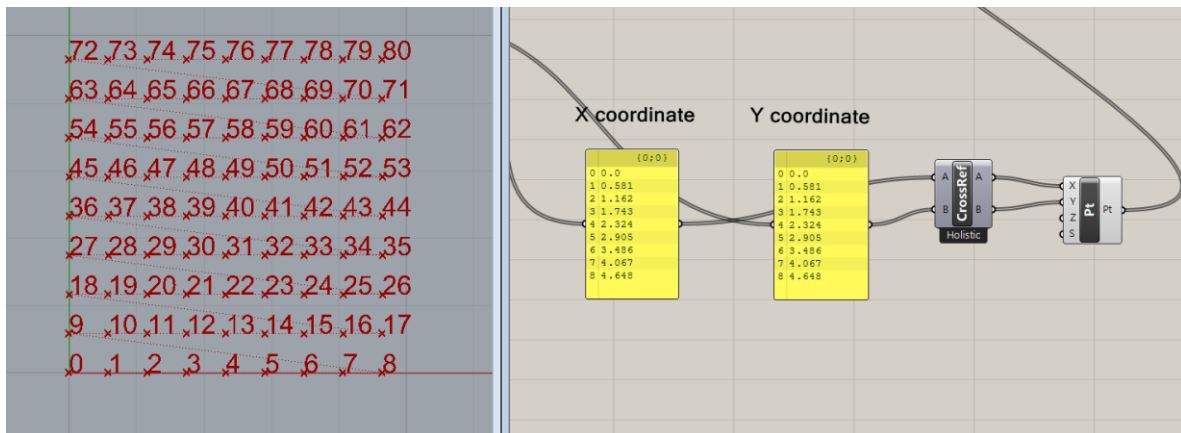 72 73 74 75 76 77 78 79 80
63 64 65 66 67 68 69 70 71
54 55 56 57 58 59 60 61 62
45 46 47 48 49 50 51 52 53
36 37 38 39 40 41 42 43 44
27 28 29 30 31 32 33 34 35
18 19 20 21 22 23 24 25 26
9 10 11 12 13 14 15 16 17
0 1 2 3 4 5 6 7 8
X coordinate
{0;0}
0 0.0
1 0.581
2 1.162
3 1.743
4 2.324
5 2.905
6 3.486
7 4.067
8 4.648
Y coordinate
{0;0}
0 0.0
1 0.581
2 1.162
3 1.743
4 2.324
5 2.905
6 3.486
7 4.067
8 4.648
A CrossRef A
B B
Holistic
X
Y
Z
S
Pt
Pt